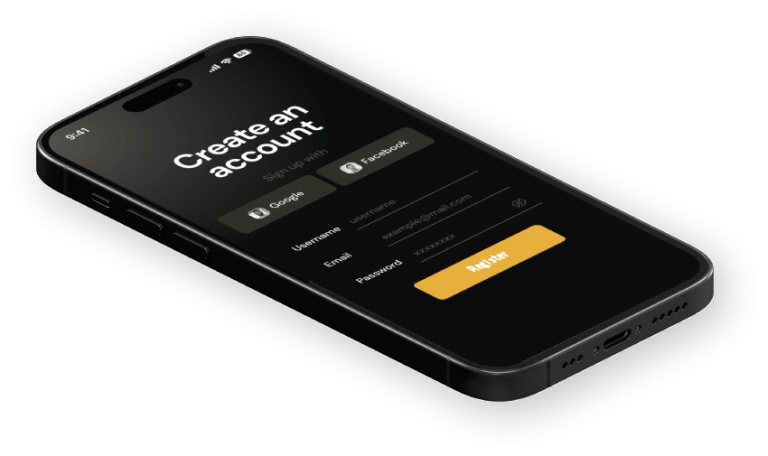 9:41
Create an
account
Sign up with
Google
Facebook
Username
username
Email
example@mail.com
Password
xxxxxxxx
Register